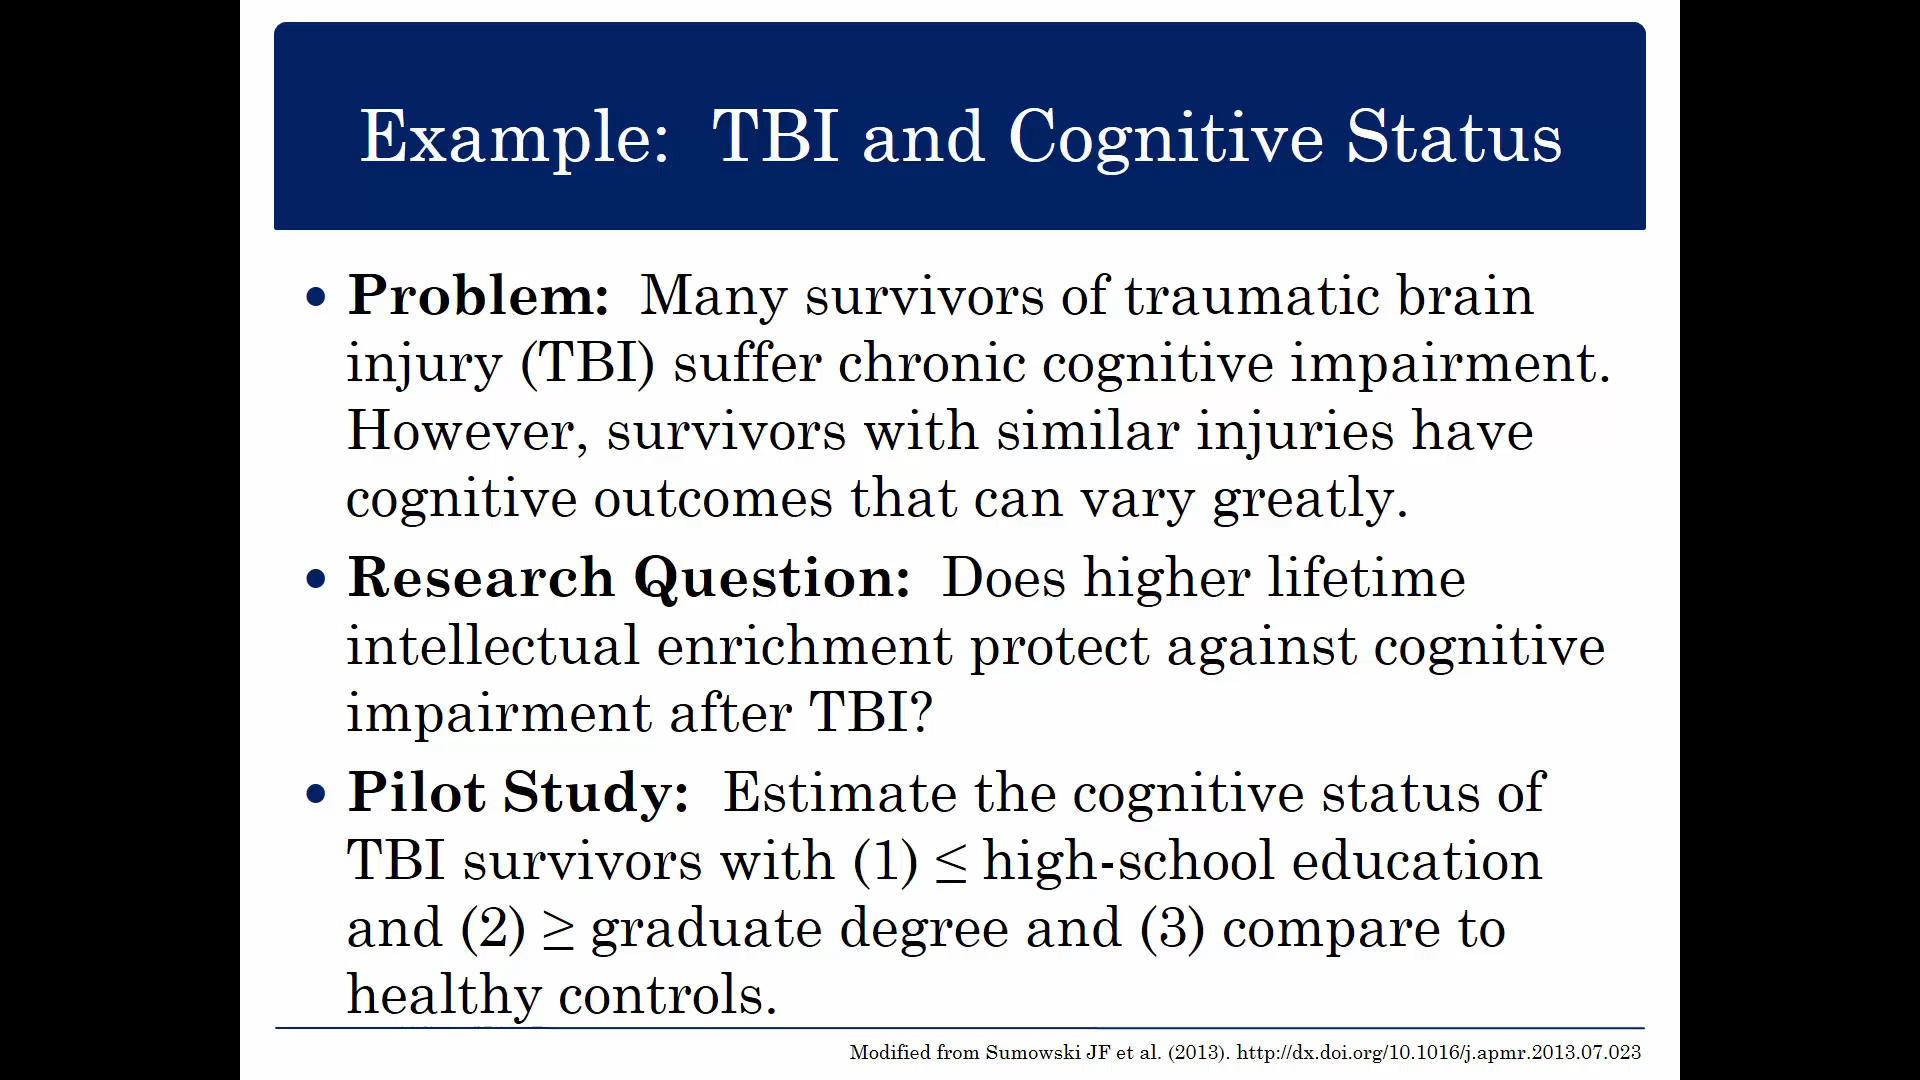 Example: TBI and Cognitive Status
• Problem: Many survivors of traumatic brain
injury (TBI) suffer chronic cognitive impairment.
However, survivors with similar injuries have
cognitive outcomes that can vary greatly.
• Research Question: Does higher lifetime
intellectual enrichment protect against cognitive
impairment after TBI?
• Pilot Study: Estimate the cognitive status of
TBI survivors with (1) ≤ high-school education
and (2) ≥ graduate degree and (3) compare to
healthy controls.
Modified from Sumowski JF et al. (2013). http://dx.doi.org/10.1016/j.apmr.2013.07.023